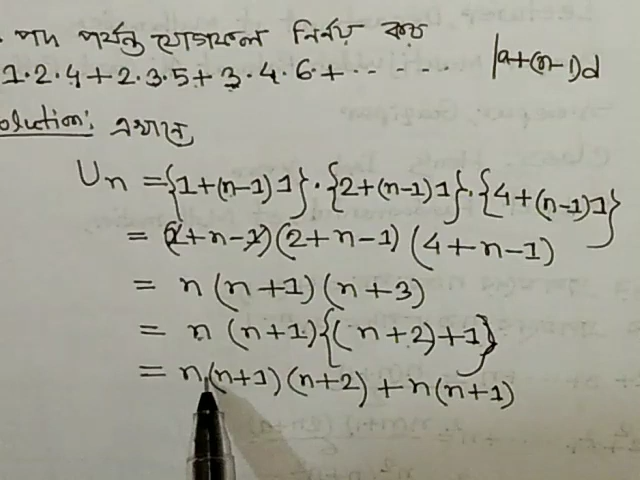 পদ পর্যন্ত যোগফল নির্ণয় কর
1·2·4+2·3·5+3·4·6+------ |a+(n-1)d
olution: এখানে
Un = {1+(n-1)1}·{2+(n-1)1}·{4+(n-1)1}
= (1+n-1)(2+n-1)(4+n-1)
= n(n+1)(n+3)
= n(n+1){(n+2)+1}
= n(n+1)(n+2)+n(n+1)